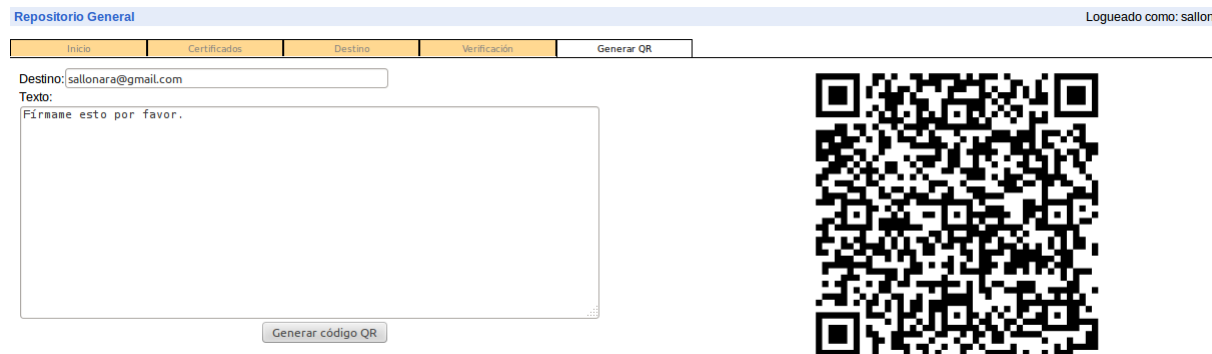 Repositorio General
Logueado como: sallon
Inicio
Certificados
Destino
Verificación
Generar QR
Destino: sallonara@gmail.com
Texto:
Fírmame esto por favor.
Generar código QR